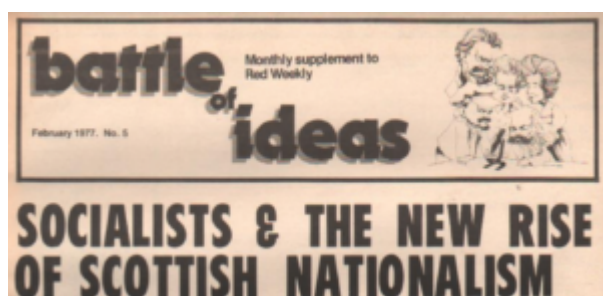 battle
of
ideas
Monthly supplement to
Red Weekly
February 1977. No. 5
SOCIALISTS & THE NEW RISE
OF SCOTTISH NATIONALISM